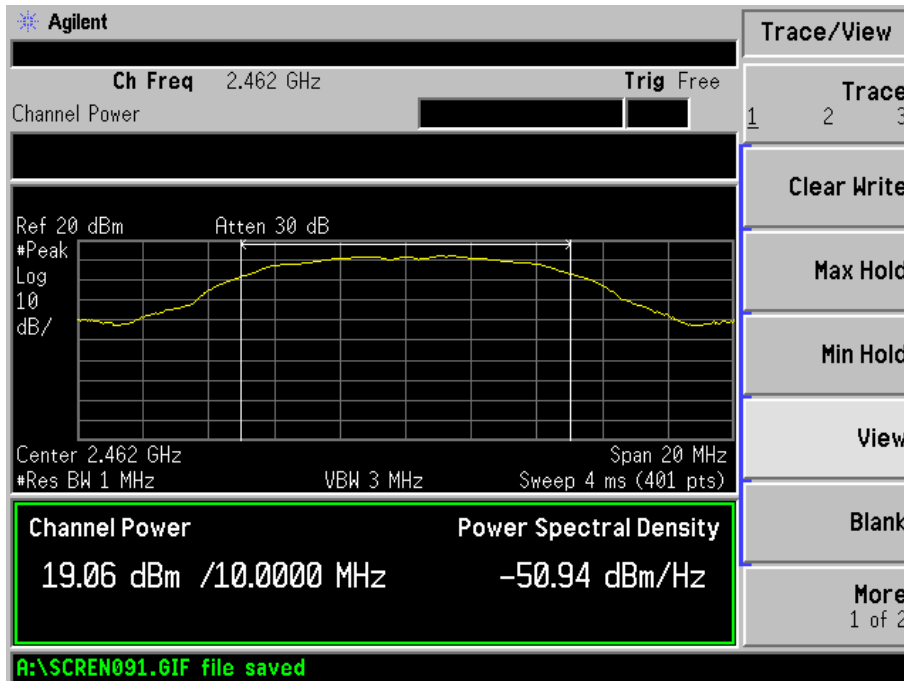 Agilent
Trace/View
Ch Freq 2.462 GHz Trig Free
Channel Power
Trace
1 2 3
Clear Write
Max Hold
Min Hold
View
Blank
More
1 of 2
Ref 20 dBm Atten 30 dB
#Peak
Log
10
dB/
Center 2.462 GHz Span 20 MHz
#Res BW 1 MHz VBW 3 MHz Sweep 4 ms (401 pts)
Channel Power Power Spectral Density
19.06 dBm /10.0000 MHz -50.94 dBm/Hz
A:\SCREN091.GIF file saved